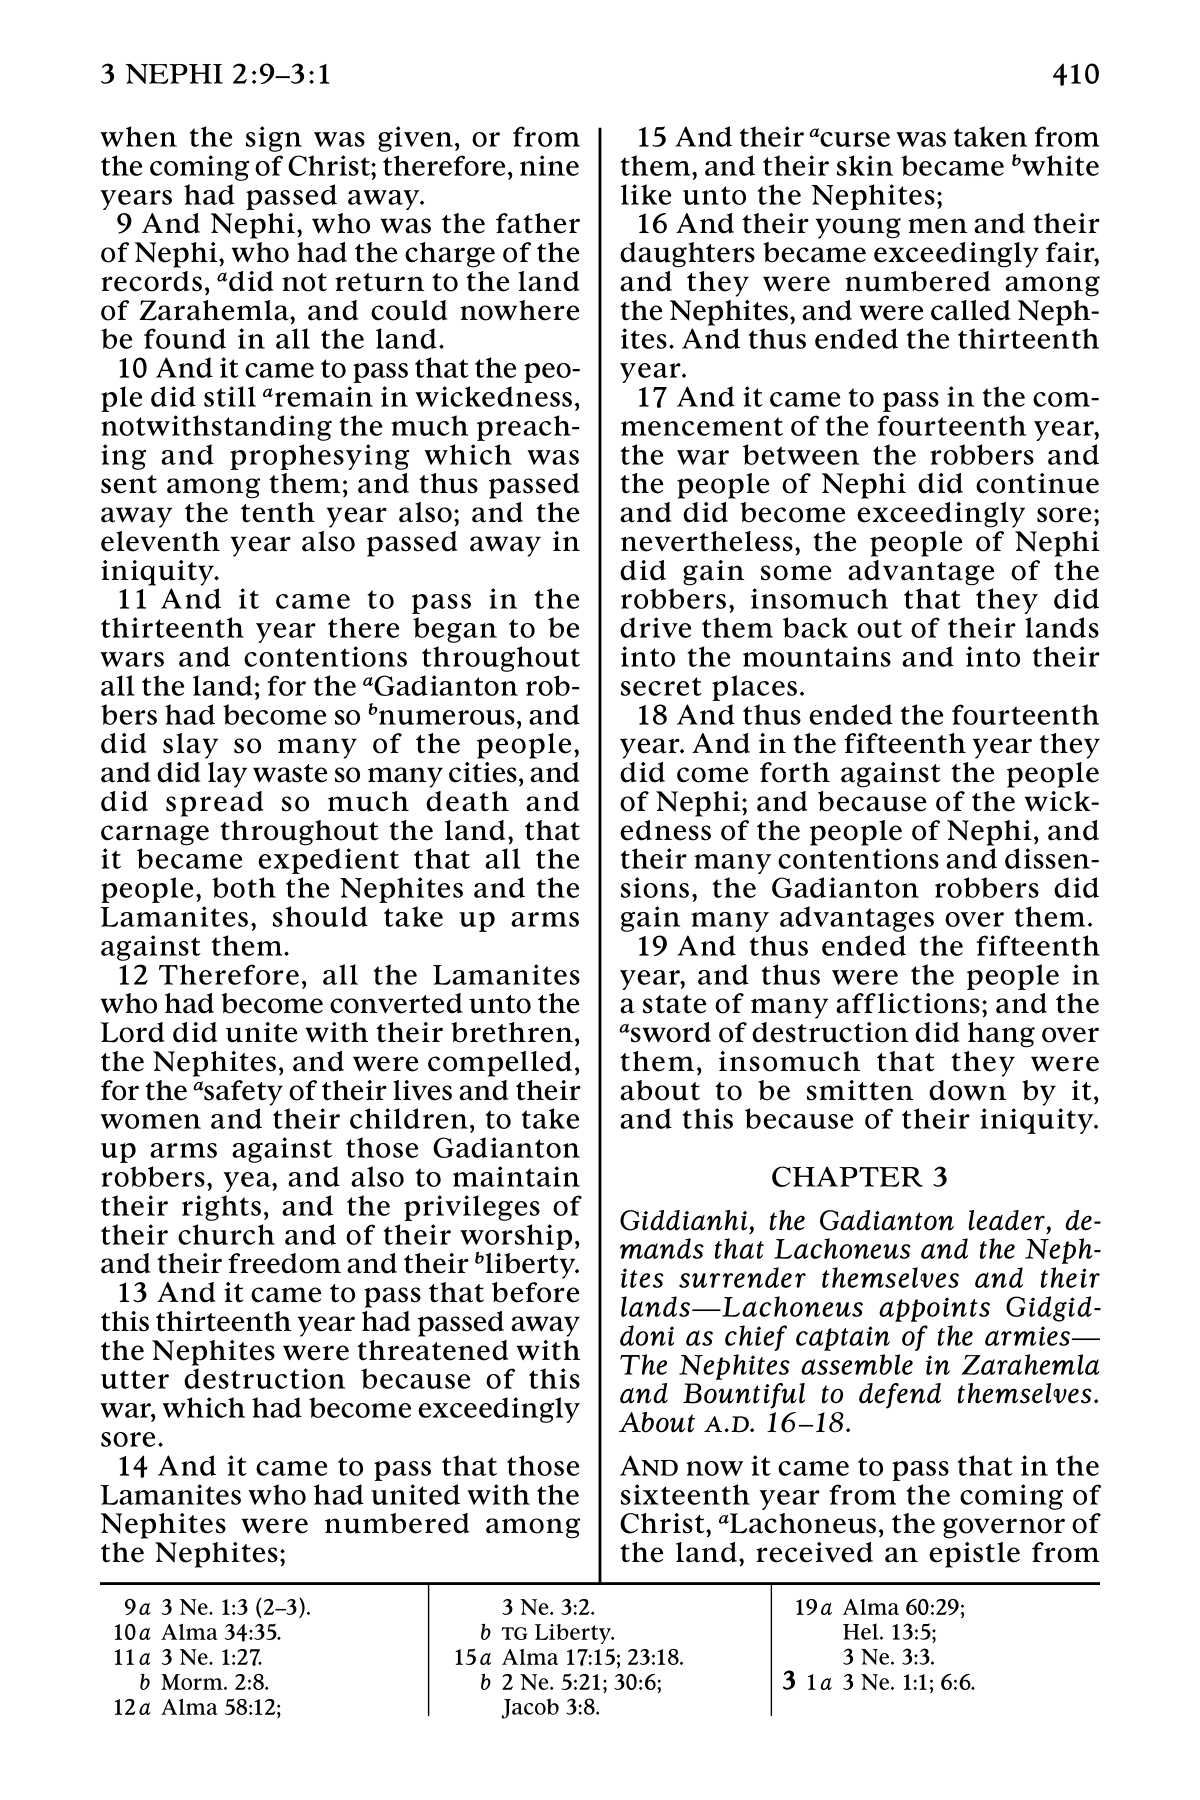 3 NEPHI 2:9–3:1
410
when the sign was given, or from
the coming of Christ; therefore, nine
years had passed away.
9 And Nephi, who was the father
of Nephi, who had the charge of the
records, adid not return to the land
of Zarahemla, and could nowhere
be found in all the land.
10 And it came to pass that the peo-
ple did still aremain in wickedness,
notwithstanding the much preach-
ing and prophesying which was
sent among them; and thus passed
away the tenth year also; and the
eleventh year also passed away in
iniquity.
11 And it came to pass in the
thirteenth year there began to be
wars and contentions throughout
all the land; for the aGadianton rob-
bers had become so bnumerous, and
did slay so many of the people,
and did lay waste so many cities, and
did spread so much death and
carnage throughout the land, that
it became expedient that all the
people, both the Nephites and the
Lamanites, should take up arms
against them.
12 Therefore, all the Lamanites
who had become converted unto the
Lord did unite with their brethren,
the Nephites, and were compelled,
for the asafety of their lives and their
women and their children, to take
up arms against those Gadianton
robbers, yea, and also to maintain
their rights, and the privileges of
their church and of their worship,
and their freedom and their bliberty.
13 And it came to pass that before
this thirteenth year had passed away
the Nephites were threatened with
utter destruction because of this
war, which had become exceedingly
sore.
14 And it came to pass that those
Lamanites who had united with the
Nephites were numbered among
the Nephites;
15 And their acurse was taken from
them, and their skin became bwhite
like unto the Nephites;
16 And their young men and their
daughters became exceedingly fair,
and they were numbered among
the Nephites, and were called Neph-
ites. And thus ended the thirteenth
year.
17 And it came to pass in the com-
mencement of the fourteenth year,
the war between the robbers and
the people of Nephi did continue
and did become exceedingly sore;
nevertheless, the people of Nephi
did gain some advantage of the
robbers, insomuch that they did
drive them back out of their lands
into the mountains and into their
secret places.
18 And thus ended the fourteenth
year. And in the fifteenth year they
did come forth against the people
of Nephi; and because of the wick-
edness of the people of Nephi, and
their many contentions and dissen-
sions, the Gadianton robbers did
gain many advantages over them.
19 And thus ended the fifteenth
year, and thus were the people in
a state of many afflictions; and the
asword of destruction did hang over
them, insomuch that they were
about to be smitten down by it,
and this because of their iniquity.
CHAPTER 3
Giddianhi, the Gadianton leader, de-
mands that Lachoneus and the Neph-
ites surrender themselves and their
lands—Lachoneus appoints Gidgid-
doni as chief captain of the armies—
The Nephites assemble in Zarahemla
and Bountiful to defend themselves.
About A.D. 16–18.
AND now it came to pass that in the
sixteenth year from the coming of
Christ, aLachoneus, the governor of
the land, received an epistle from
9a 3 Ne. 1:3 (2–3).
10a Alma 34:35.
11a 3 Ne. 1:27.
b Morm. 2:8.
12a Alma 58:12;
3 Ne. 3:2.
b TG Liberty.
15a Alma 17:15; 23:18.
b 2 Ne. 5:21; 30:6;
Jacob 3:8.
19a Alma 60:29;
Hel. 13:5;
3 Ne. 3:3.
3 1a 3 Ne. 1:1; 6:6.